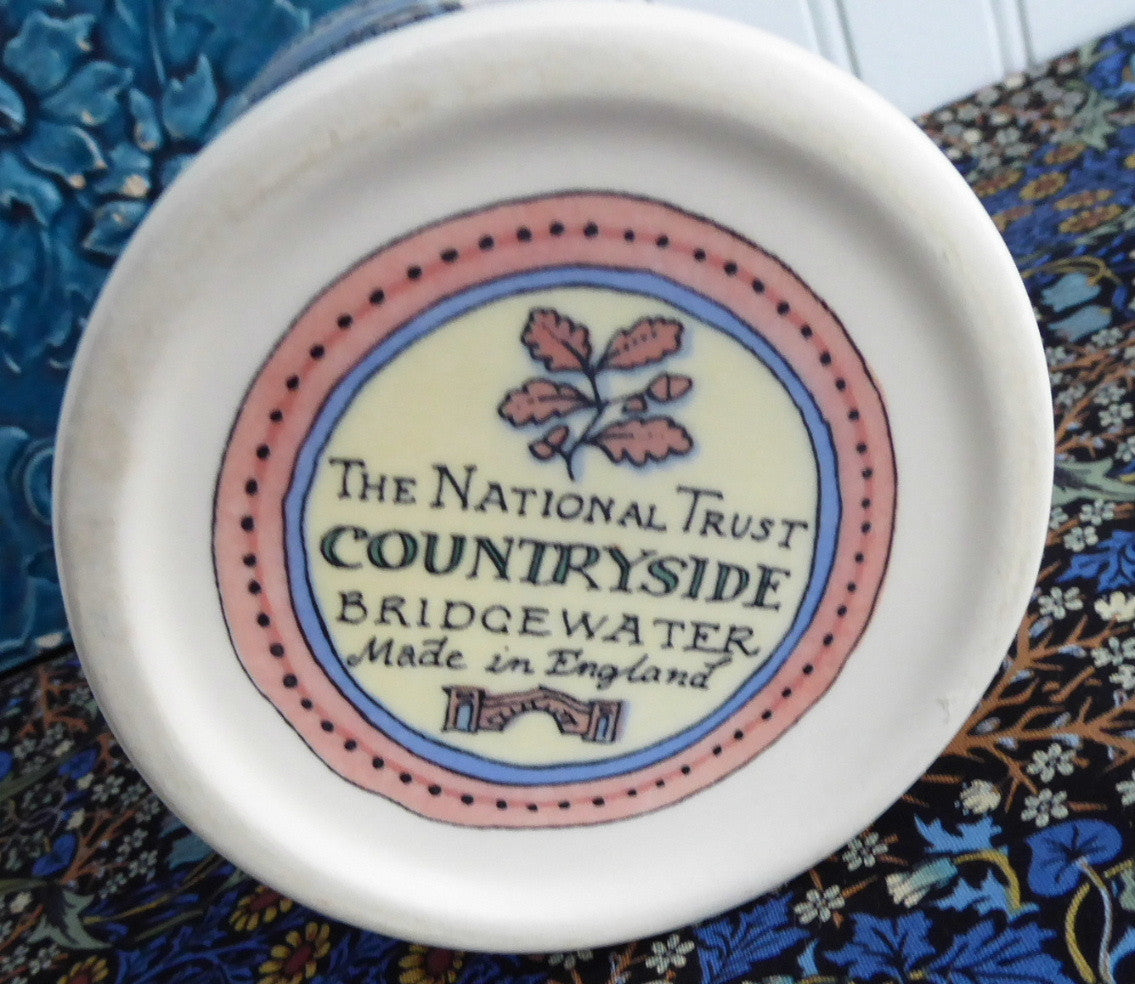 THE NATIONAL TRUST
COUNTRYSIDE
BRIDGEWATER
Made in England